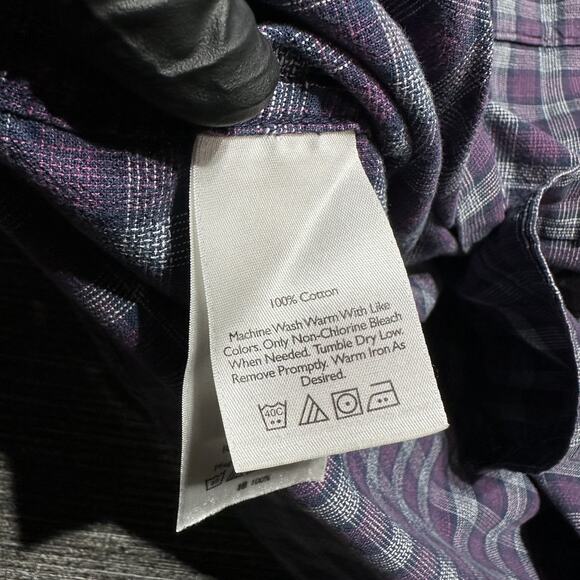 100% Cotton
Machine Wash Warm With Like
Colors. Only Non-Chlorine Bleach
When Needed. Tumble Dry Low.
Remove Promptly. Warm Iron As
Desired.
40C
100%